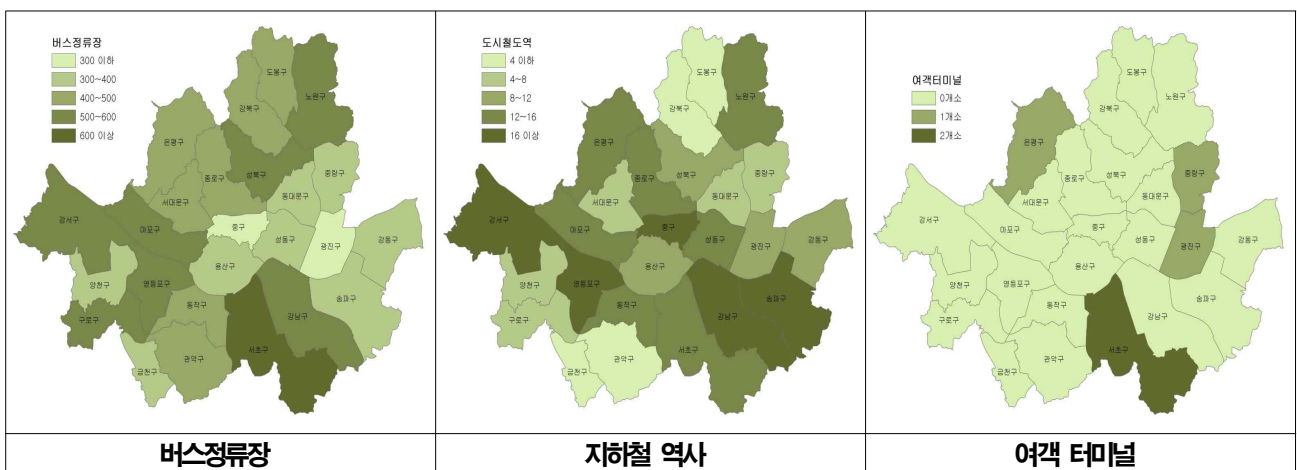 버스정류장
300 이하
300~400
400~500
500~600
600 이상
도봉구
노원구
강북구
은평구
성북구
종로구
중랑구
동대문구
서대문구
강서구
마포구
중구
성동구
광진구
강동구
용산구
양천구
영등포구
송파구
동작구
강남구
구로구
서초구
관악구
금천구
버스정류장
도시철도역
4 이하
4~8
8~12
12~16
16 이상
도봉구
노원구
강북구
은평구
성북구
종로구
중랑구
동대문구
서대문구
강서구
마포구
중구
성동구
광진구
강동구
용산구
양천구
영등포구
송파구
동작구
강남구
구로구
서초구
관악구
금천구
지하철 역사
여객터미널
0개소
1개소
2개소
도봉구
노원구
강북구
은평구
성북구
종로구
중랑구
동대문구
서대문구
강서구
마포구
중구
성동구
광진구
강동구
용산구
양천구
영등포구
송파구
동작구
강남구
구로구
서초구
관악구
금천구
여객 터미널